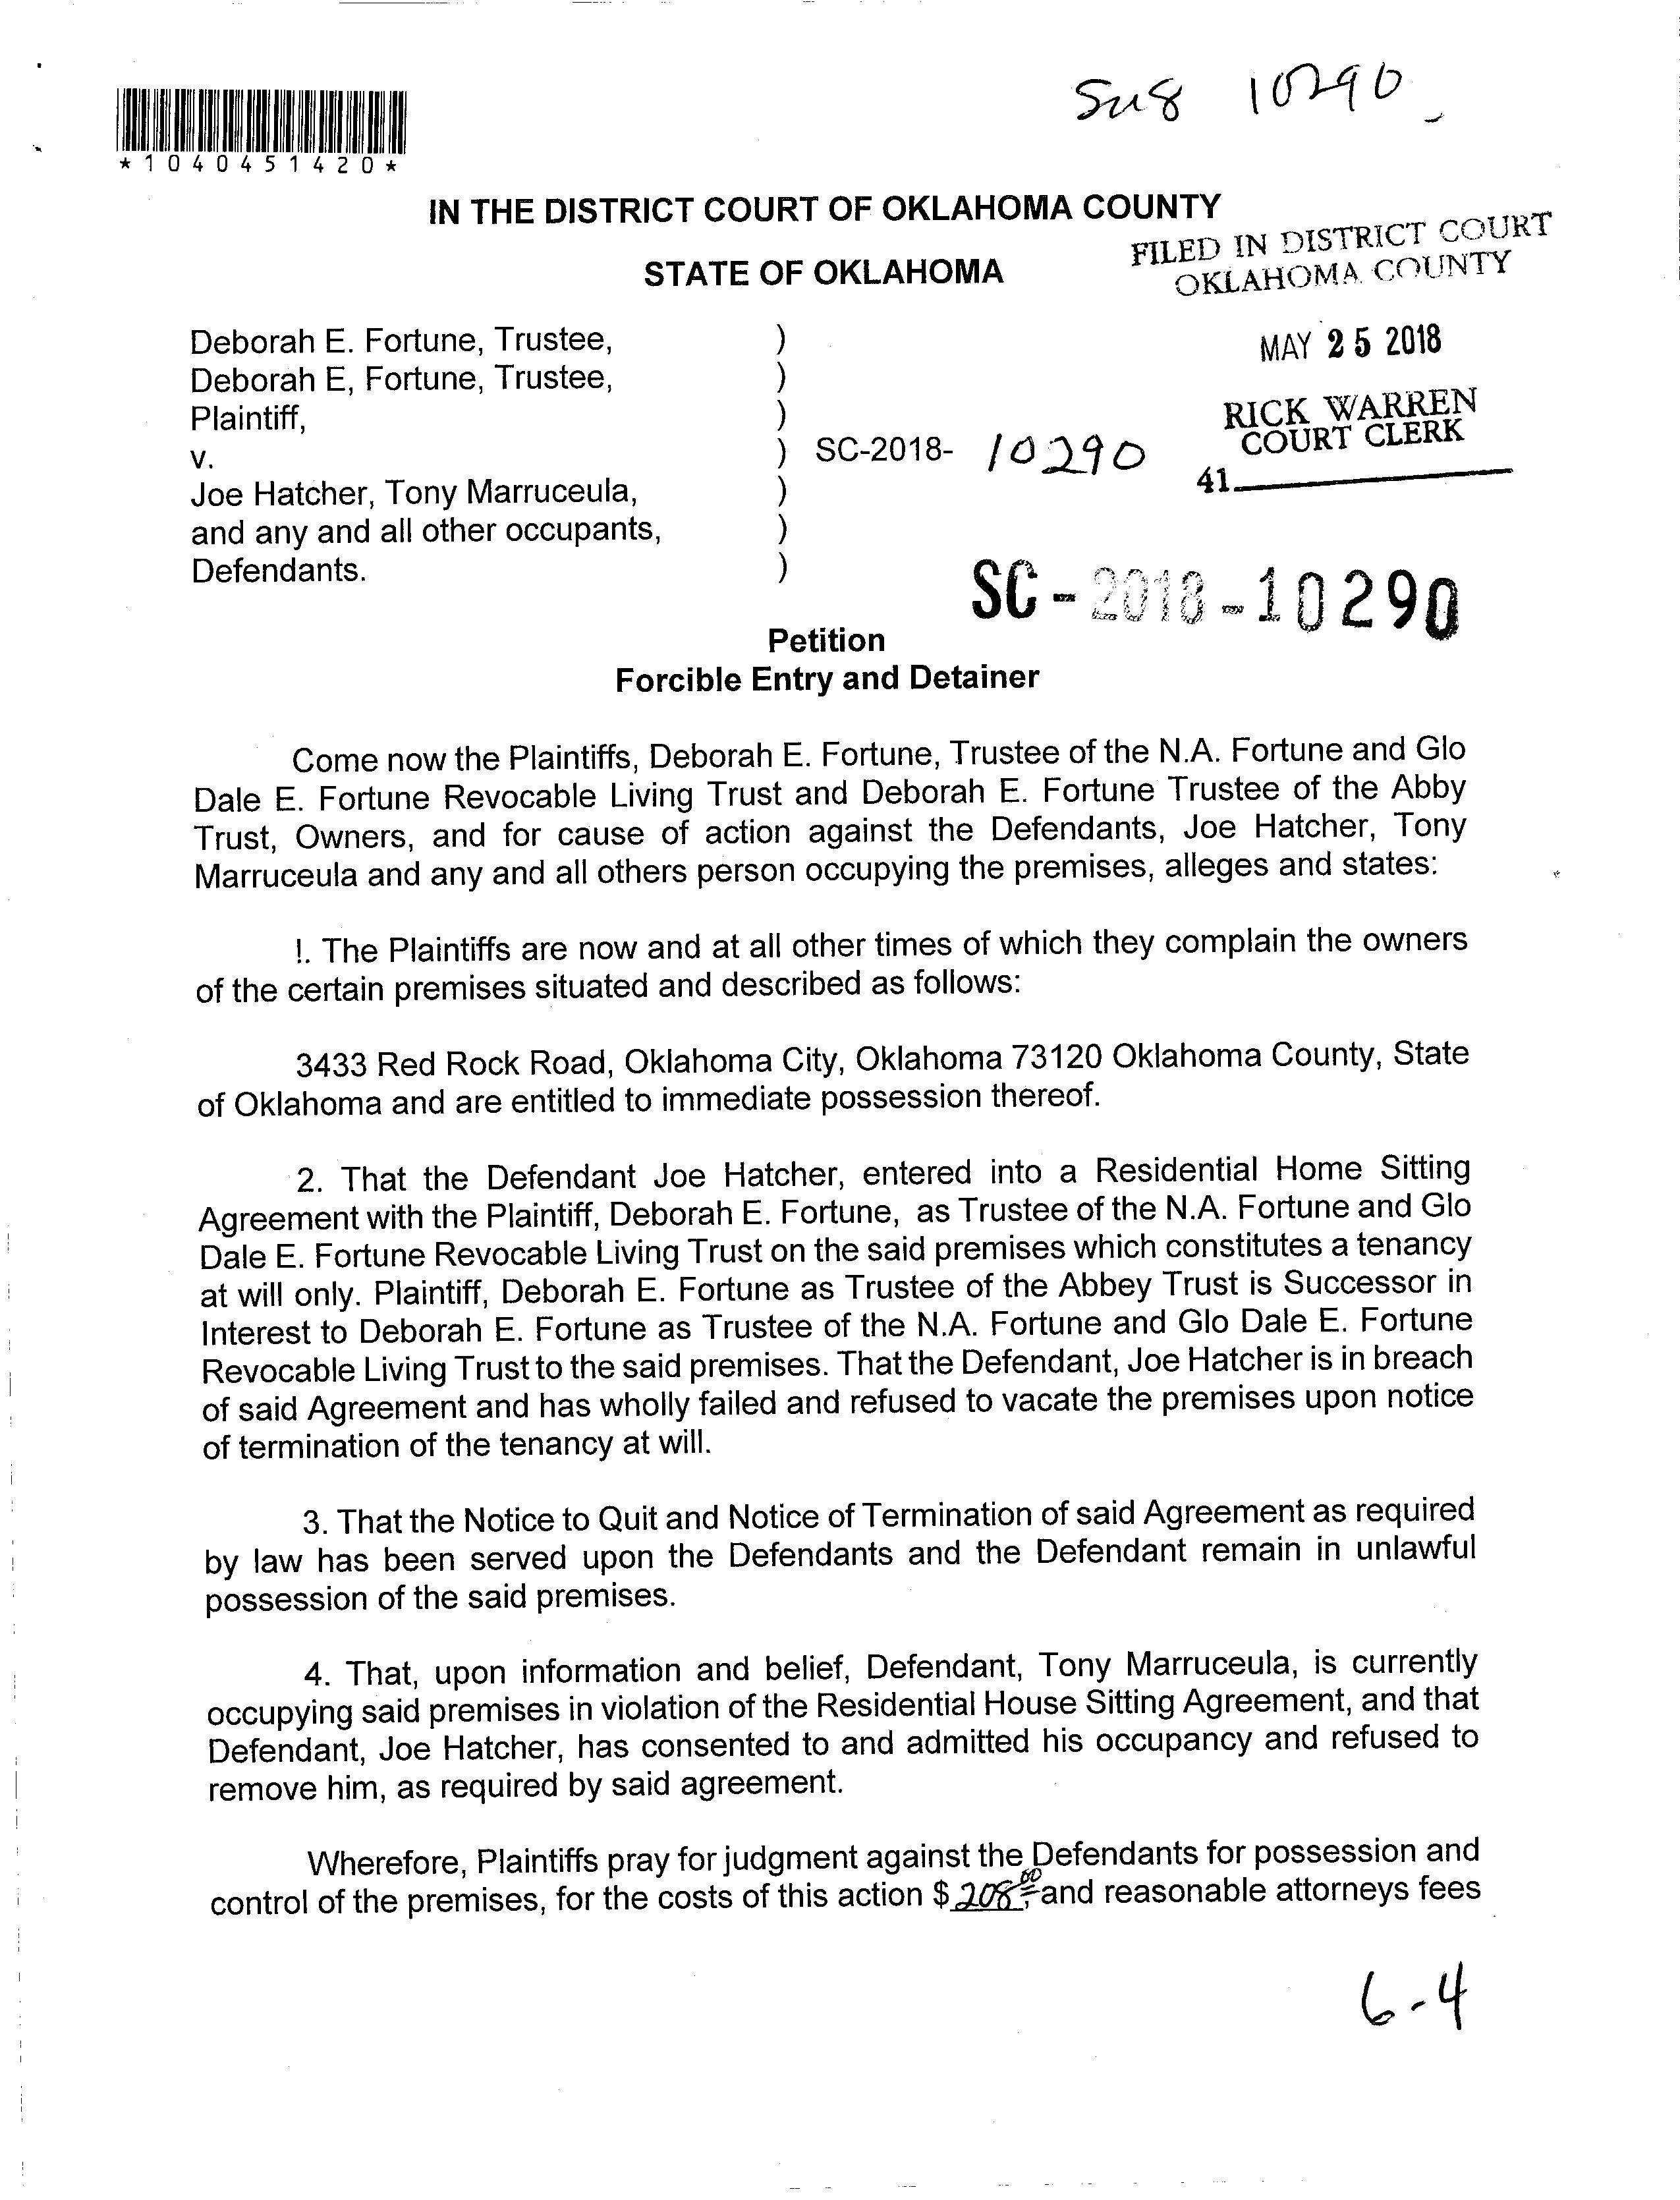 10290
*1040451420*
IN THE DISTRICT COURT OF OKLAHOMA COUNTY
STATE OF OKLAHOMA
FILED IN DISTRICT COURT
OKLAHOMA COUNTY
MAY 25 2018
RICK WARREN
COURT CLERK
41
Deborah E. Fortune, Trustee, )
Deborah E, Fortune, Trustee, )
Plaintiff, )
v. ) SC-2018- 10290
Joe Hatcher, Tony Marruceula, )
and any and all other occupants, )
Defendants. )
SC-2018-10290
Petition
Forcible Entry and Detainer
Come now the Plaintiffs, Deborah E. Fortune, Trustee of the N.A. Fortune and Glo
Dale E. Fortune Revocable Living Trust and Deborah E. Fortune Trustee of the Abby
Trust, Owners, and for cause of action against the Defendants, Joe Hatcher, Tony
Marruceula and any and all others person occupying the premises, alleges and states:
!. The Plaintiffs are now and at all other times of which they complain the owners
of the certain premises situated and described as follows:
3433 Red Rock Road, Oklahoma City, Oklahoma 73120 Oklahoma County, State
of Oklahoma and are entitled to immediate possession thereof.
2. That the Defendant Joe Hatcher, entered into a Residential Home Sitting
Agreement with the Plaintiff, Deborah E. Fortune, as Trustee of the N.A. Fortune and Glo
Dale E. Fortune Revocable Living Trust on the said premises which constitutes a tenancy
at will only. Plaintiff, Deborah E. Fortune as Trustee of the Abbey Trust is Successor in
Interest to Deborah E. Fortune as Trustee of the N.A. Fortune and Glo Dale E. Fortune
Revocable Living Trust to the said premises. That the Defendant, Joe Hatcher is in breach
of said Agreement and has wholly failed and refused to vacate the premises upon notice
of termination of the tenancy at will.
3. That the Notice to Quit and Notice of Termination of said Agreement as required
by law has been served upon the Defendants and the Defendant remain in unlawful
possession of the said premises.
4. That, upon information and belief, Defendant, Tony Marruceula, is currently
occupying said premises in violation of the Residential House Sitting Agreement, and that
Defendant, Joe Hatcher, has consented to and admitted his occupancy and refused to
remove him, as required by said agreement.
Wherefore, Plaintiffs pray for judgment against the Defendants for possession and
control of the premises, for the costs of this action $ 208.00 and reasonable attorneys fees
6-4